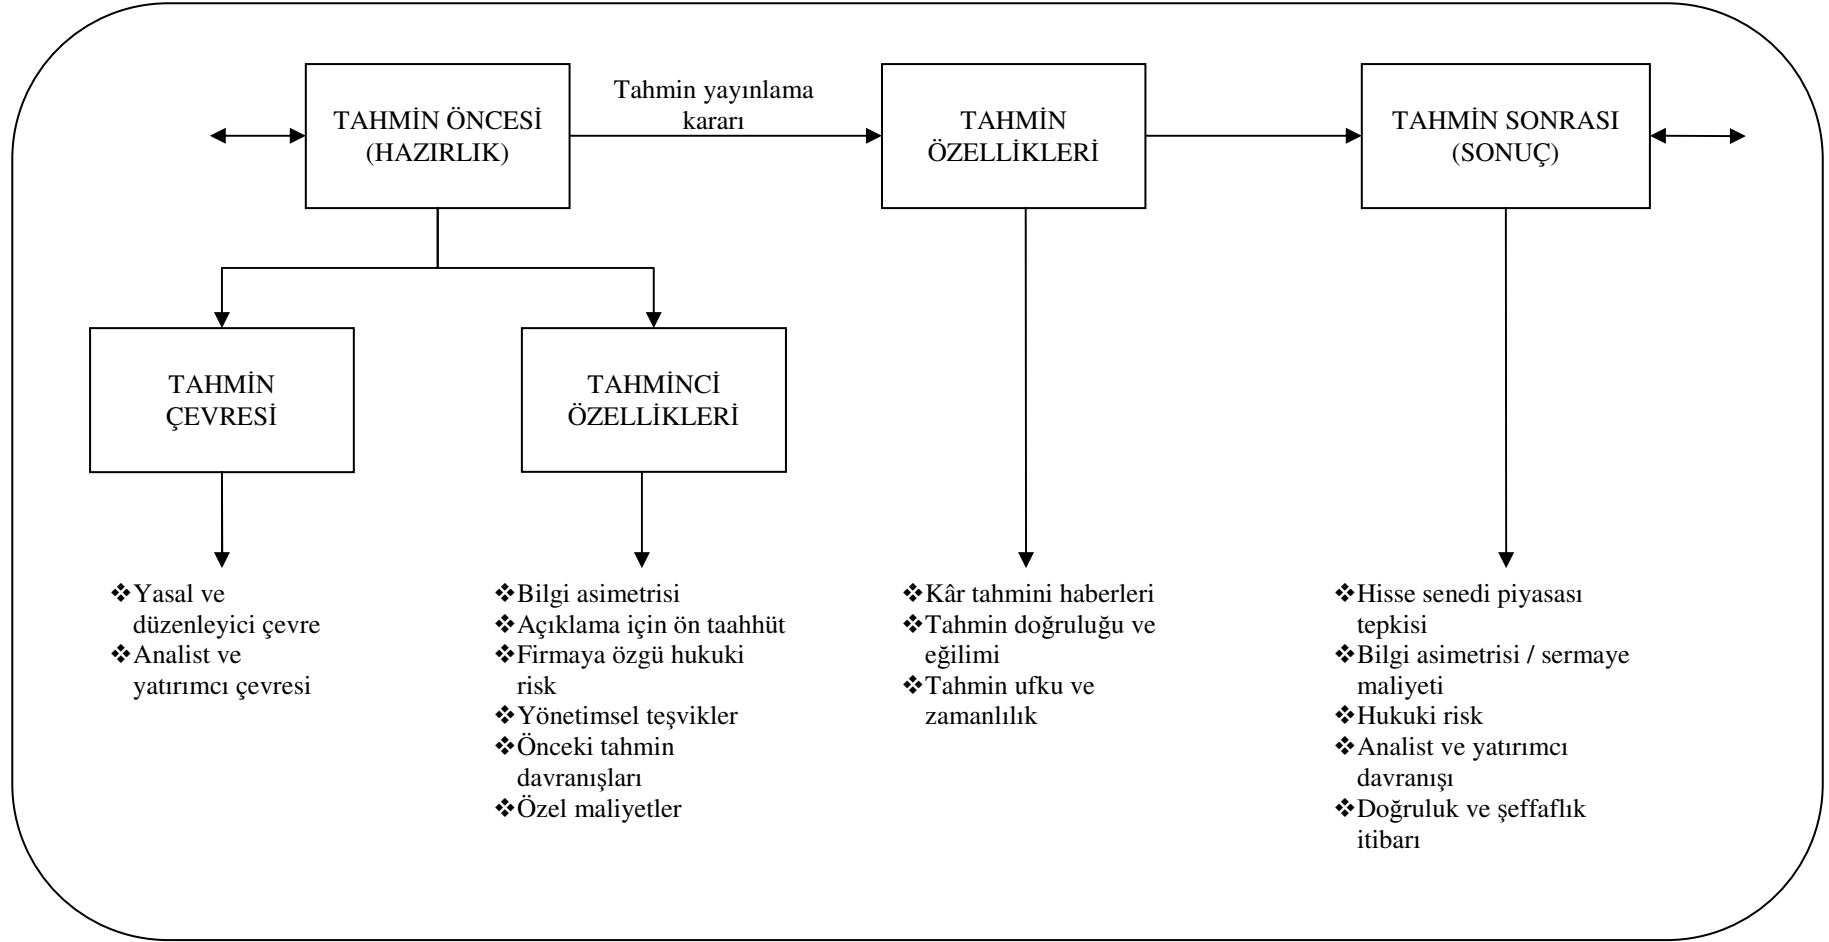 TAHMİN ÖNCESİ
(HAZIRLIK)
Tahmin yayınlama
kararı
TAHMİN
ÖZELLİKLERİ
TAHMİN SONRASI
(SONUÇ)
TAHMİN
ÇEVRESİ
TAHMİNCİ
ÖZELLİKLERİ
❖Yasal ve
düzenleyici çevre
❖Analist ve
yatırımcı çevresi
❖Bilgi asimetrisi
❖Açıklama için ön taahhüt
❖Firmaya özgü hukuki
risk
❖Yönetimsel teşvikler
❖Önceki tahmin
davranışları
❖Özel maliyetler
❖Kâr tahmini haberleri
❖Tahmin doğruluğu ve
eğilimi
❖Tahmin ufku ve
zamanlılık
❖Hisse senedi piyasası
tepkisi
❖Bilgi asimetrisi / sermaye
maliyeti
❖Hukuki risk
❖Analist ve yatırımcı
davranışı
❖Doğruluk ve şeffaflık
itibarı